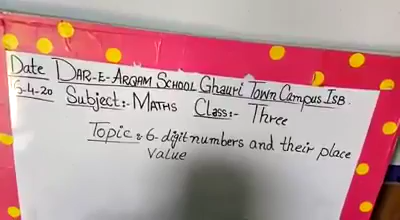 Date DAR-E-ARQAM SCHOOL Ghauri Town Campus ISB.
6-4-20 Subject:- MATHS Class:- Three
Topic: 6-digit numbers and their place
value